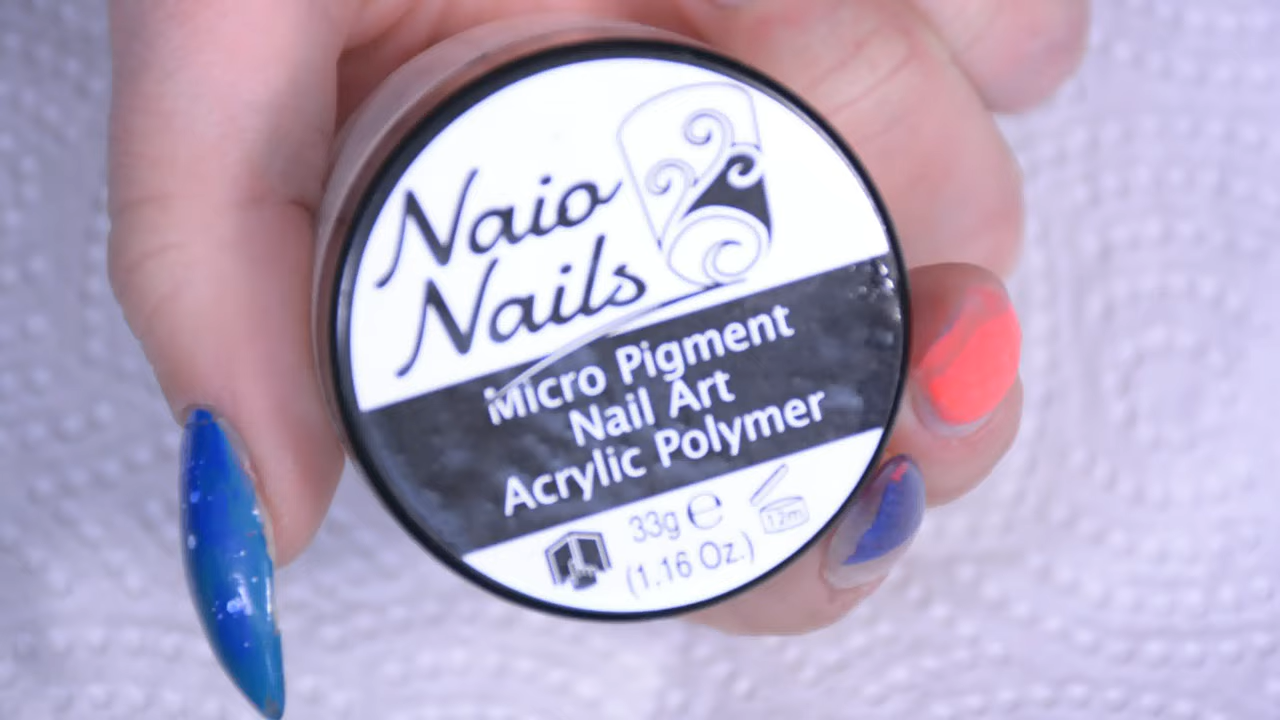 Naio
Nails
Micro Pigment
Nail Art
Acrylic Polymer
33g ℮
(1.16 Oz.)
12m